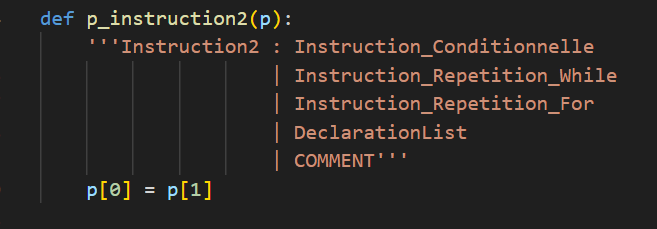 def p_instruction2(p):
'''Instruction2 : Instruction_Conditionnelle
| Instruction_Repetition_While
| Instruction_Repetition_For
| DeclarationList
| COMMENT'''
p[0] = p[1]